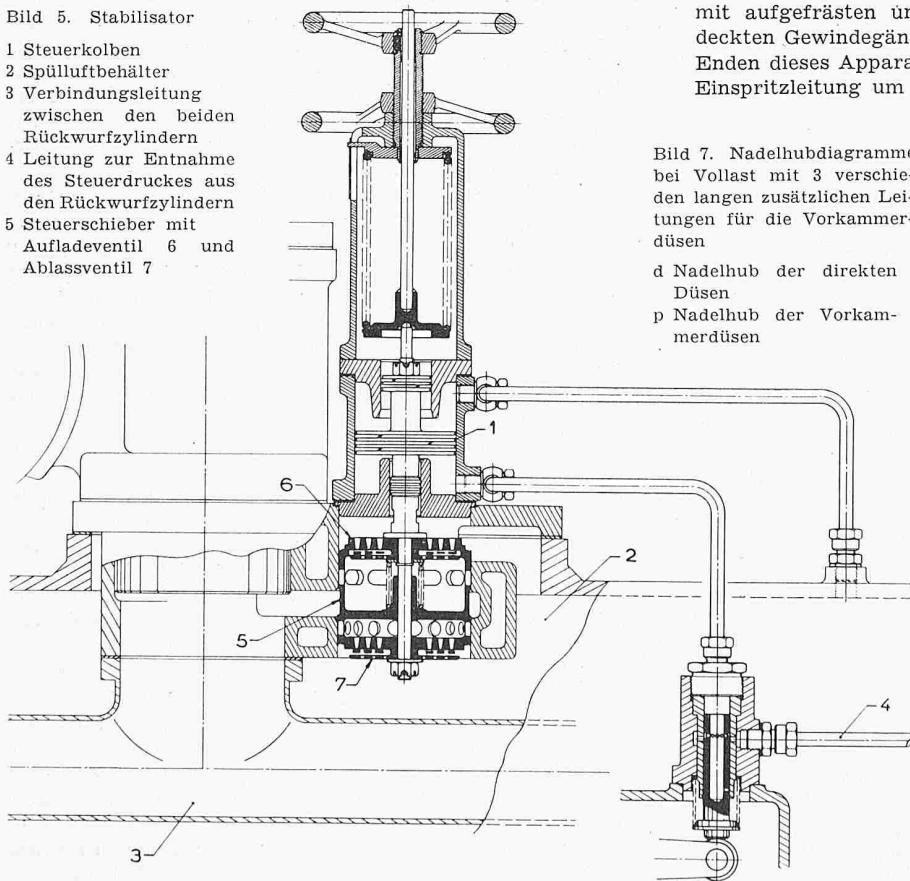 Bild 5. Stabilisator
1 Steuerkolben
2 Spülluftbehälter
3 Verbindungsleitung
zwischen den beiden
Rückwurfzylindern
4 Leitung zur Entnahme
des Steuerdruckes aus
den Rückwurfzylindern
5 Steuerschieber mit
Aufladeventil 6 und
Ablassventil 7
mit aufgefrästen
deckten Gewindegän
Enden dieses Appara
Einspritzleitung um
Bild 7. Nadelhubdiagramme
bei Vollast mit 3 verschie-
den langen zusätzlichen Lei-
tungen für die Vorkammer-
düsen
d Nadelhub der direkten
Düsen
p Nadelhub der Vorkam-
merdüsen
1
6
2
5
7
4
3